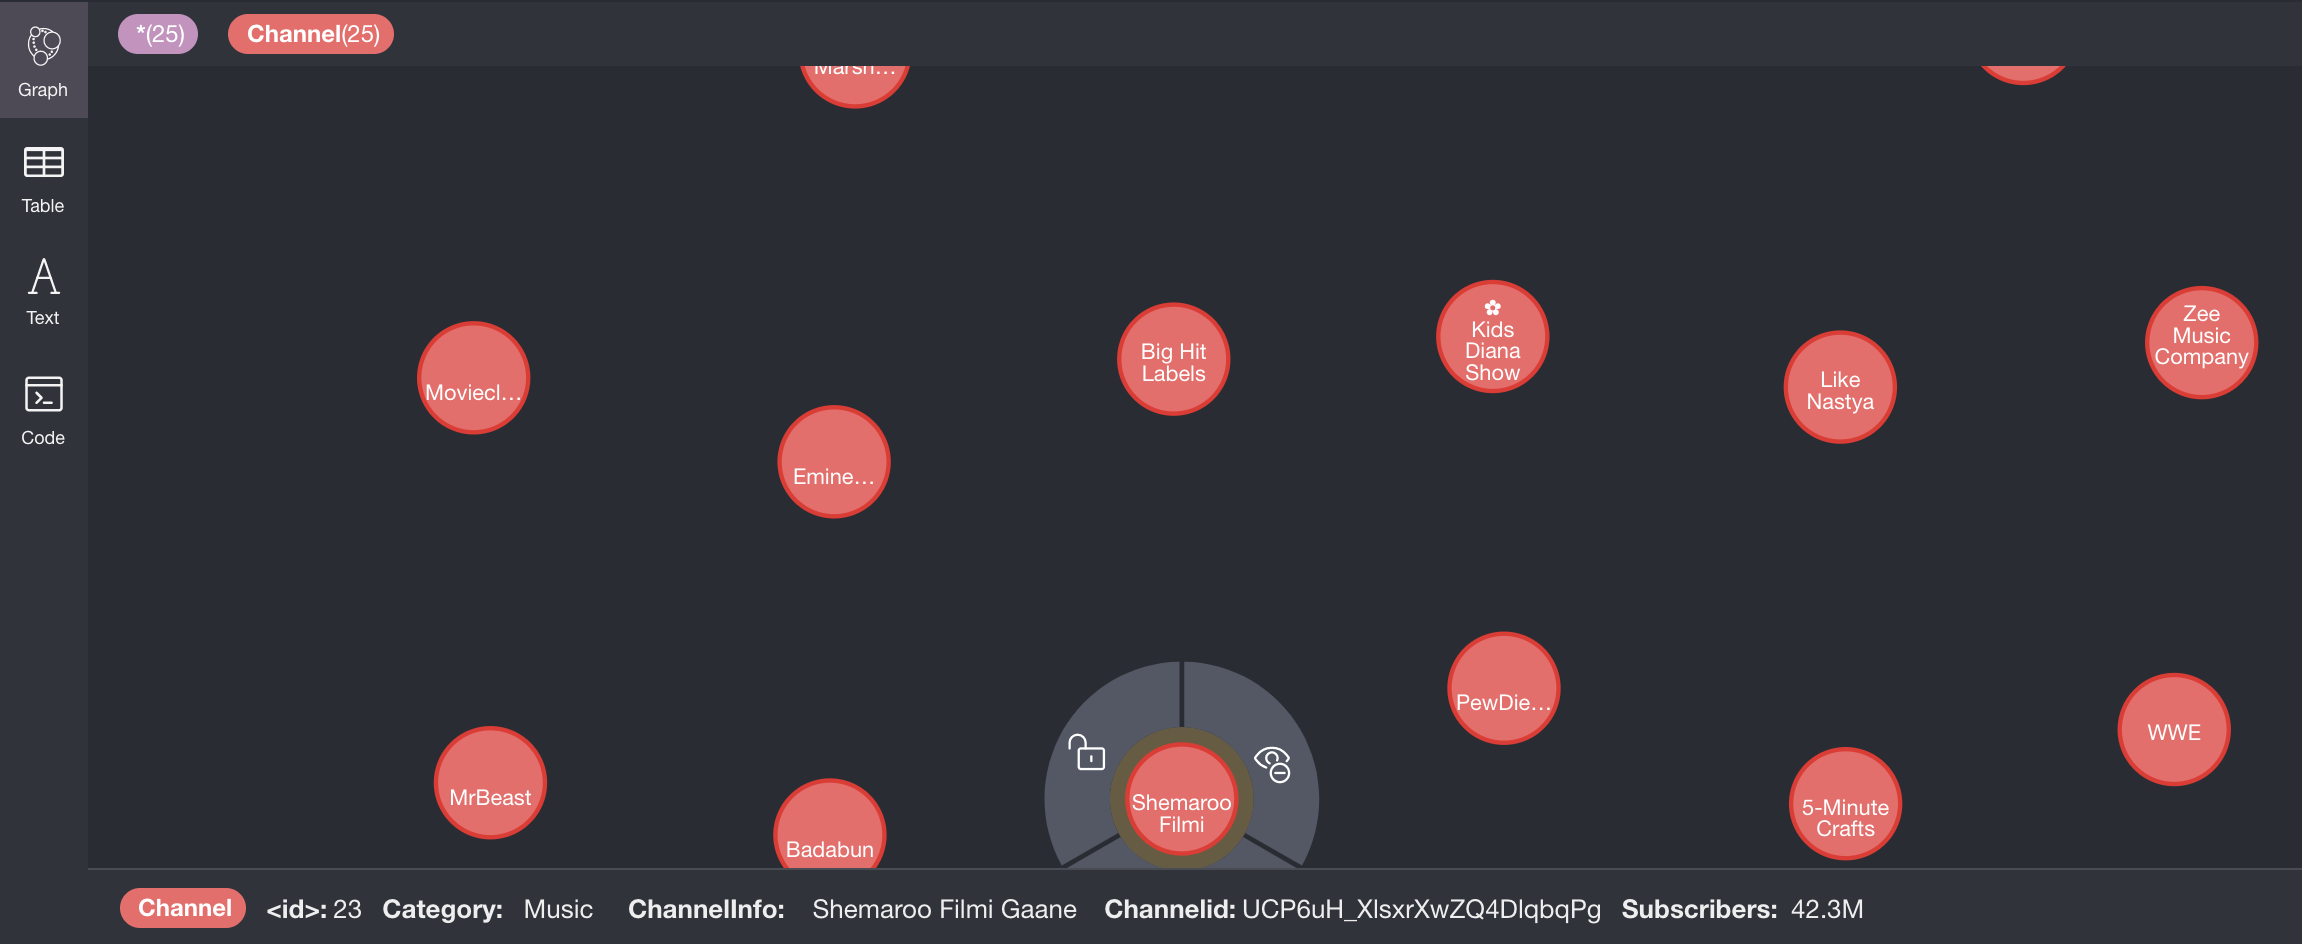 *(25)
Channel(25)
Graph
Table
Text
Code
Marsh...
Moviecl...
Emine...
Big Hit
Labels
✿
Kids
Diana
Show
Like
Nastya
Zee
Music
Company
MrBeast
Badabun
Shemaroo
Filmi
PewDie...
5-Minute
Crafts
WWE
Channel <id>: 23 Category: Music ChannelInfo: Shemaroo Filmi Gaane Channelid: UCP6uH_XlsxrXwZQ4DlqbqPg Subscribers: 42.3M